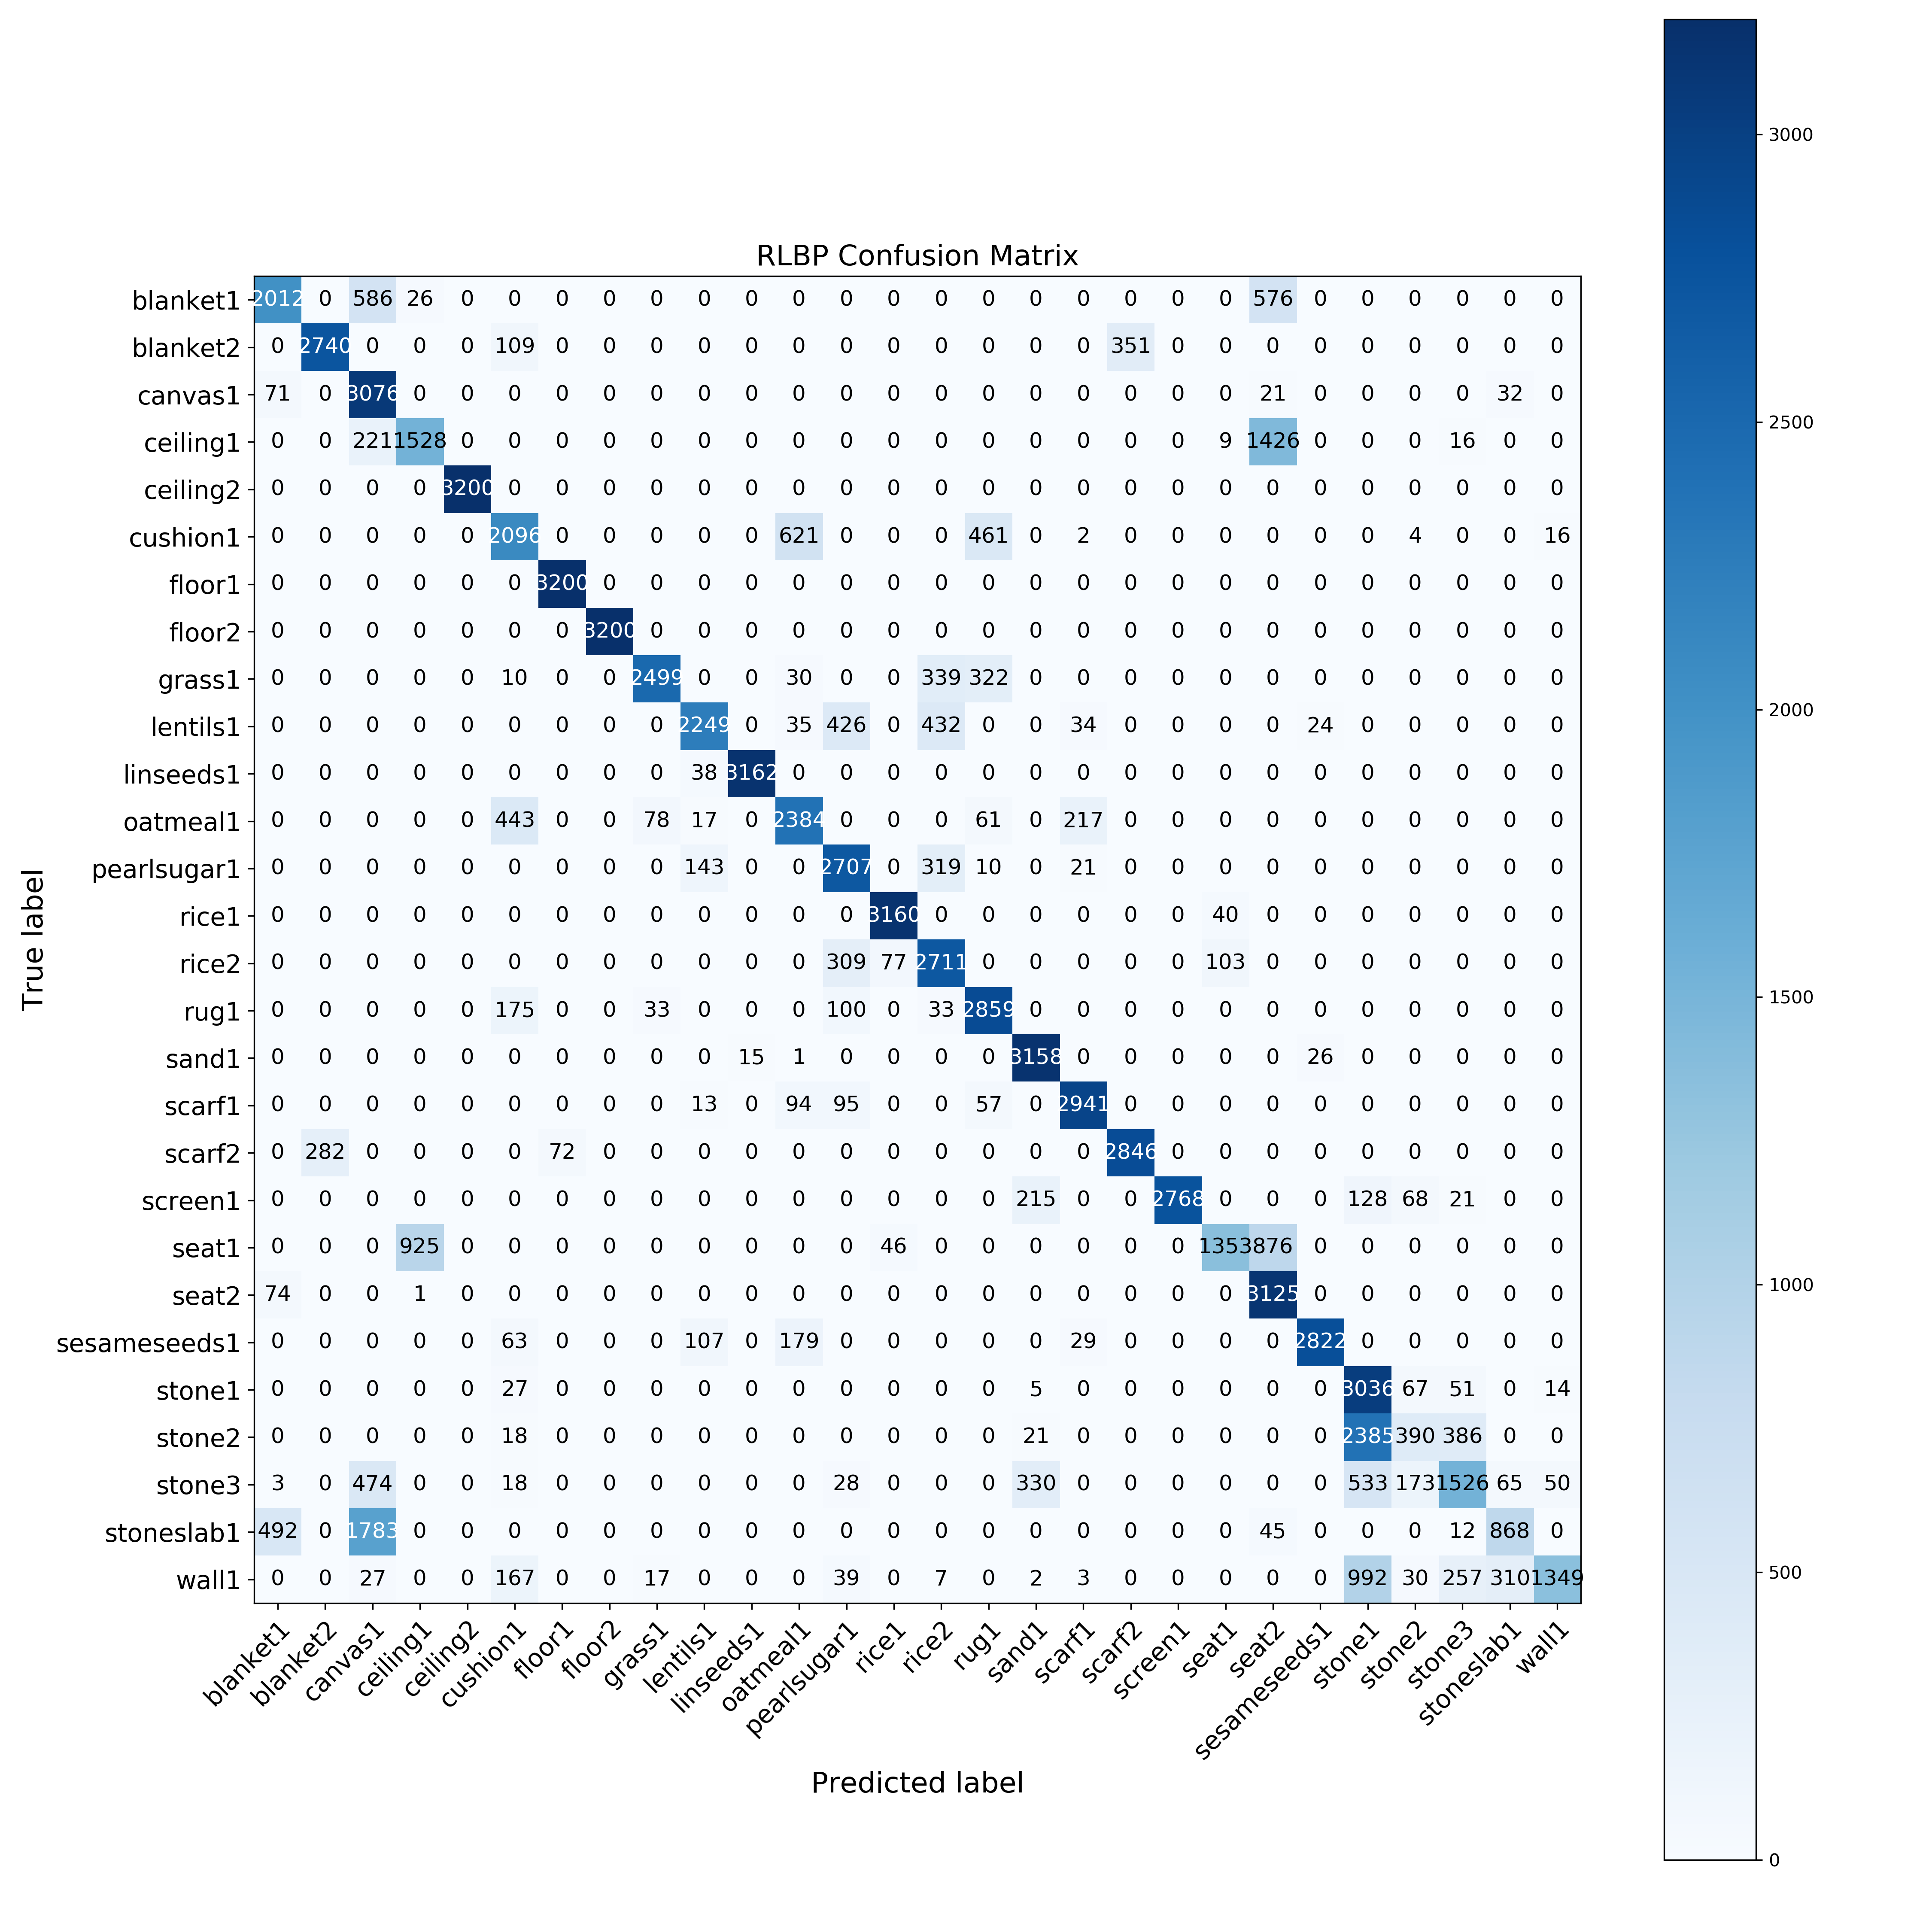 RLBP Confusion Matrix
blanket1 2012 0 586 26 0 0 0 0 0 0 0 0 0 0 0 0 0 0 0 0 0 576 0 0 0 0 0 0
blanket2 0 2740 0 0 0 109 0 0 0 0 0 0 0 0 0 0 0 0 351 0 0 0 0 0 0 0 0 0
canvas1 71 0 3076 0 0 0 0 0 0 0 0 0 0 0 0 0 0 0 0 0 0 21 0 0 0 0 32 0
ceiling1 0 0 221 1528 0 0 0 0 0 0 0 0 0 0 0 0 0 0 0 0 9 1426 0 0 0 16 0 0
ceiling2 0 0 0 0 3200 0 0 0 0 0 0 0 0 0 0 0 0 0 0 0 0 0 0 0 0 0 0 0
cushion1 0 0 0 0 0 2096 0 0 0 0 0 621 0 0 0 461 0 2 0 0 0 0 0 0 4 0 0 16
floor1 0 0 0 0 0 0 3200 0 0 0 0 0 0 0 0 0 0 0 0 0 0 0 0 0 0 0 0 0
floor2 0 0 0 0 0 0 0 3200 0 0 0 0 0 0 0 0 0 0 0 0 0 0 0 0 0 0 0 0
grass1 0 0 0 0 0 10 0 0 2499 0 0 30 0 0 339 322 0 0 0 0 0 0 0 0 0 0 0 0
lentils1 0 0 0 0 0 0 0 0 0 2249 0 35 426 0 432 0 0 34 0 0 0 0 24 0 0 0 0 0
linseeds1 0 0 0 0 0 0 0 0 0 38 3162 0 0 0 0 0 0 0 0 0 0 0 0 0 0 0 0 0
oatmeal1 0 0 0 0 0 443 0 0 78 17 0 2384 0 0 0 61 0 217 0 0 0 0 0 0 0 0 0 0
pearlsugar1 0 0 0 0 0 0 0 0 0 143 0 0 2707 0 319 10 0 21 0 0 0 0 0 0 0 0 0 0
rice1 0 0 0 0 0 0 0 0 0 0 0 0 0 3160 0 0 0 0 0 0 40 0 0 0 0 0 0 0
rice2 0 0 0 0 0 0 0 0 0 0 0 0 309 77 2711 0 0 0 0 0 103 0 0 0 0 0 0 0
rug1 0 0 0 0 0 175 0 0 33 0 0 0 100 0 33 2859 0 0 0 0 0 0 0 0 0 0 0 0
sand1 0 0 0 0 0 0 0 0 0 0 15 1 0 0 0 0 3158 0 0 0 0 0 26 0 0 0 0 0
scarf1 0 0 0 0 0 0 0 0 0 13 0 94 95 0 0 57 0 2941 0 0 0 0 0 0 0 0 0 0
scarf2 0 282 0 0 0 0 72 0 0 0 0 0 0 0 0 0 0 0 2846 0 0 0 0 0 0 0 0 0
screen1 0 0 0 0 0 0 0 0 0 0 0 0 0 0 0 0 215 0 0 2768 0 0 0 128 68 21 0 0
seat1 0 0 0 925 0 0 0 0 0 0 0 0 0 46 0 0 0 0 0 0 1353 876 0 0 0 0 0 0
seat2 74 0 0 1 0 0 0 0 0 0 0 0 0 0 0 0 0 0 0 0 0 3125 0 0 0 0 0 0
sesameseeds1 0 0 0 0 0 63 0 0 0 107 0 179 0 0 0 0 0 29 0 0 0 0 2822 0 0 0 0 0
stone1 0 0 0 0 0 27 0 0 0 0 0 0 0 0 0 0 5 0 0 0 0 0 0 3036 67 51 0 14
stone2 0 0 0 0 0 18 0 0 0 0 0 0 0 0 0 0 21 0 0 0 0 0 0 2385 390 386 0 0
stone3 3 0 474 0 0 18 0 0 0 0 0 0 28 0 0 0 330 0 0 0 0 0 0 533 173 1526 65 50
stoneslab1 492 0 1783 0 0 0 0 0 0 0 0 0 0 0 0 0 0 0 0 0 0 45 0 0 0 12 868 0
wall1 0 0 27 0 0 167 0 0 17 0 0 0 39 0 7 0 2 3 0 0 0 0 0 992 30 257 310 1349
blanket1 blanket2 canvas1 ceiling1 ceiling2 cushion1 floor1 floor2 grass1 lentils1 linseeds1 oatmeal1 pearlsugar1 rice1 rice2 rug1 sand1 scarf1 scarf2 screen1 seat1 seat2 sesameseeds1 stone1 stone2 stone3 stoneslab1 wall1
Predicted label
True label
3000
2500
2000
1500
1000
500
0